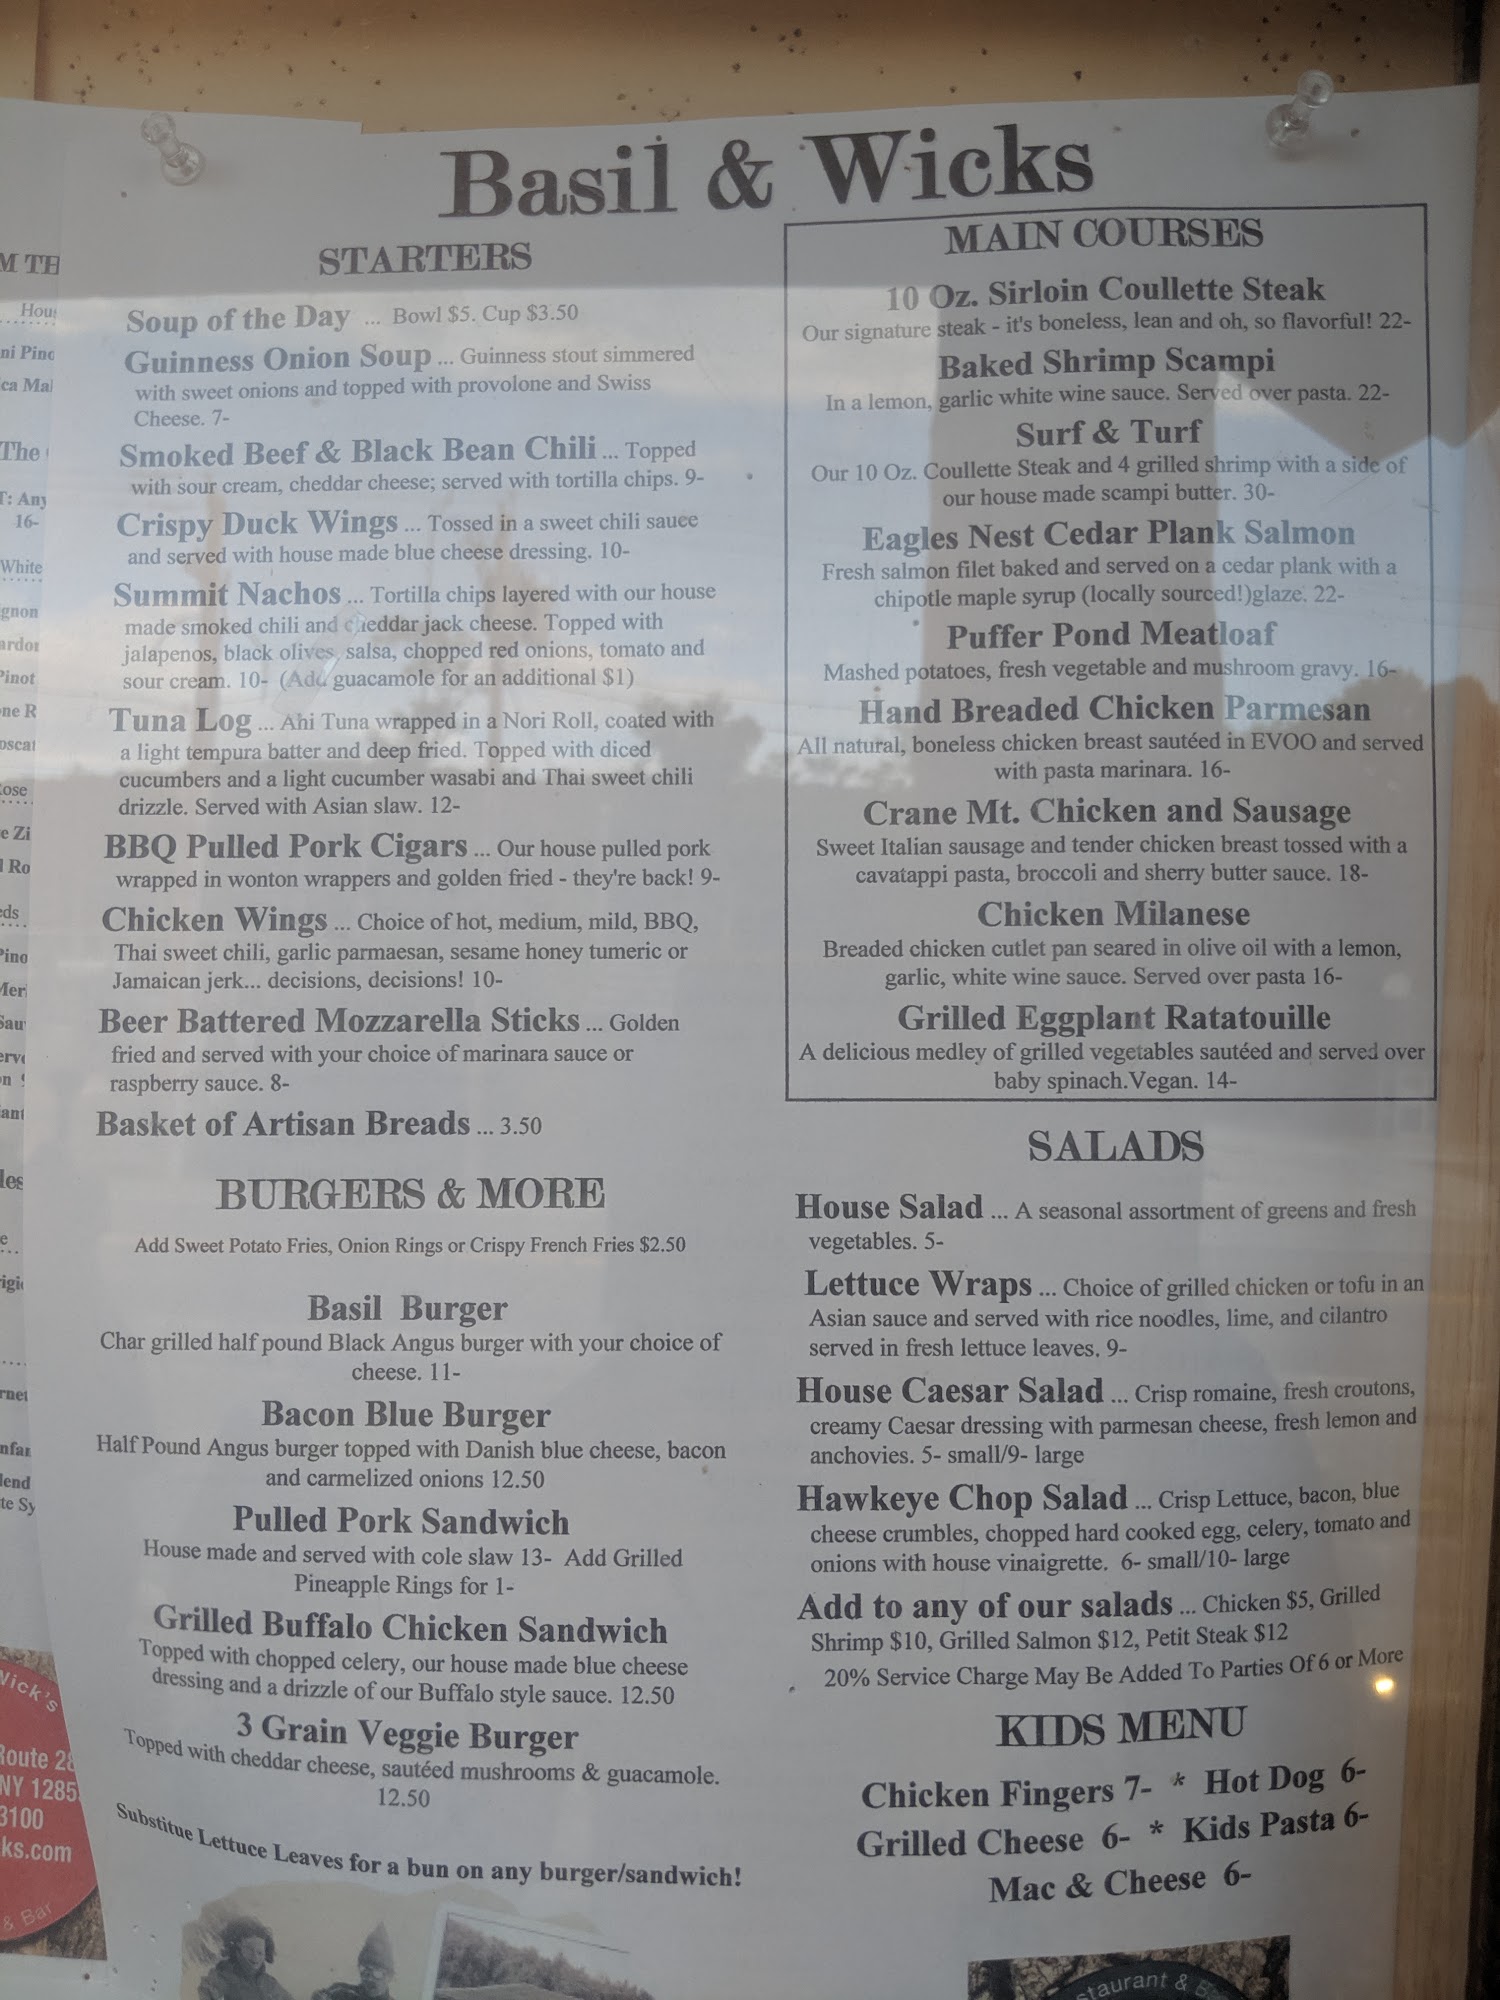 Basil & Wicks
STARTERS
Soup of the Day ... Bowl $5. Cup $3.50
Guinness Onion Soup ... Guinness stout simmered
with sweet onions and topped with provolone and Swiss
Cheese. 7-
Smoked Beef & Black Bean Chili ... Topped
with sour cream, cheddar cheese; served with tortilla chips. 9-
Crispy Duck Wings ... Tossed in a sweet chili sauce
and served with house made blue cheese dressing. 10-
Summit Nachos ... Tortilla chips layered with our house
made smoked chili and cheddar jack cheese. Topped with
jalapenos, black olives, salsa, chopped red onions, tomato and
sour cream. 10- (Add guacamole for an additional $1)
Tuna Log ... Ahi Tuna wrapped in a Nori Roll, coated with
a light tempura batter and deep fried. Topped with diced
cucumbers and a light cucumber wasabi and Thai sweet chili
drizzle. Served with Asian slaw. 12-
BBQ Pulled Pork Cigars ... Our house pulled pork
wrapped in wonton wrappers and golden fried - they're back! 9-
Chicken Wings ... Choice of hot, medium, mild, BBQ,
Thai sweet chili, garlic parmaesan, sesame honey tumeric or
Jamaican jerk... decisions, decisions! 10-
Beer Battered Mozzarella Sticks ... Golden
fried and served with your choice of marinara sauce or
raspberry sauce. 8-
Basket of Artisan Breads ... 3.50
BURGERS & MORE
Add Sweet Potato Fries, Onion Rings or Crispy French Fries $2.50
Basil Burger
Char grilled half pound Black Angus burger with your choice of
cheese. 11-
Bacon Blue Burger
Half Pound Angus burger topped with Danish blue cheese, bacon
and carmelized onions 12.50
Pulled Pork Sandwich
House made and served with cole slaw 13- Add Grilled
Pineapple Rings for 1-
Grilled Buffalo Chicken Sandwich
Topped with chopped celery, our house made blue cheese
dressing and a drizzle of our Buffalo style sauce. 12.50
3 Grain Veggie Burger
Topped with cheddar cheese, sautéed mushrooms & guacamole.
12.50
Substitue Lettuce Leaves for a bun on any burger/sandwich!
MAIN COURSES
10 Oz. Sirloin Coullette Steak
Our signature steak - it's boneless, lean and oh, so flavorful! 22-
Baked Shrimp Scampi
In a lemon, garlic white wine sauce. Served over pasta. 22-
Surf & Turf
Our 10 Oz. Coullette Steak and 4 grilled shrimp with a side of
our house made scampi butter. 30-
Eagles Nest Cedar Plank Salmon
Fresh salmon filet baked and served on a cedar plank with a
chipotle maple syrup (locally sourced!)glaze. 22-
Puffer Pond Meatloaf
Mashed potatoes, fresh vegetable and mushroom gravy. 16-
Hand Breaded Chicken Parmesan
All natural, boneless chicken breast sautéed in EVOO and served
with pasta marinara. 16-
Crane Mt. Chicken and Sausage
Sweet Italian sausage and tender chicken breast tossed with a
cavatappi pasta, broccoli and sherry butter sauce. 18-
Chicken Milanese
Breaded chicken cutlet pan seared in olive oil with a lemon,
garlic, white wine sauce. Served over pasta 16-
Grilled Eggplant Ratatouille
A delicious medley of grilled vegetables sautéed and served over
baby spinach.Vegan. 14-
SALADS
House Salad ... A seasonal assortment of greens and fresh
vegetables. 5-
Lettuce Wraps ... Choice of grilled chicken or tofu in an
Asian sauce and served with rice noodles, lime, and cilantro
served in fresh lettuce leaves. 9-
House Caesar Salad ... Crisp romaine, fresh croutons,
creamy Caesar dressing with parmesan cheese, fresh lemon and
anchovies. 5- small/9- large
Hawkeye Chop Salad ... Crisp Lettuce, bacon, blue
cheese crumbles, chopped hard cooked egg, celery, tomato and
onions with house vinaigrette. 6- small/10- large
Add to any of our salads ... Chicken $5, Grilled
Shrimp $10, Grilled Salmon $12, Petit Steak $12
20% Service Charge May Be Added To Parties Of 6 or More
KIDS MENU
Chicken Fingers 7- * Hot Dog 6-
Grilled Cheese 6- * Kids Pasta 6-
Mac & Cheese 6-
The
16-
White
Route 28
3100
& Bar